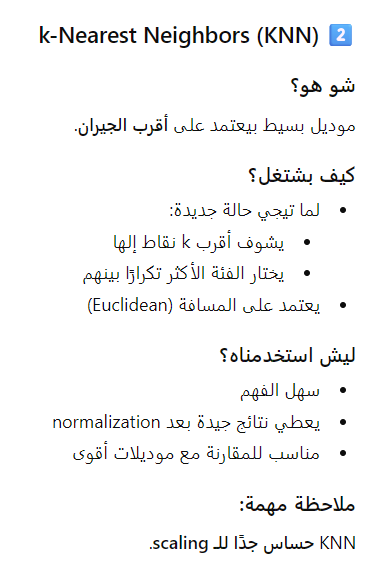 2️⃣ k-Nearest Neighbors (KNN)
شو هو؟
موديل بسيط بيعتمد على أقرب الجيران.
كيف بشتغل؟
• لما تيجي حالة جديدة:
• يشوف أقرب k نقاط إلها
• يختار الفئة الأكثر تكرارًا بينهم
• يعتمد على المسافة (Euclidean)
ليش استخدمناه؟
• سهل الفهم
• يعطي نتائج جيدة بعد normalization
• مناسب للمقارنة مع موديلات أقوى
ملاحظة مهمة:
KNN حساس جدًا للـ scaling.